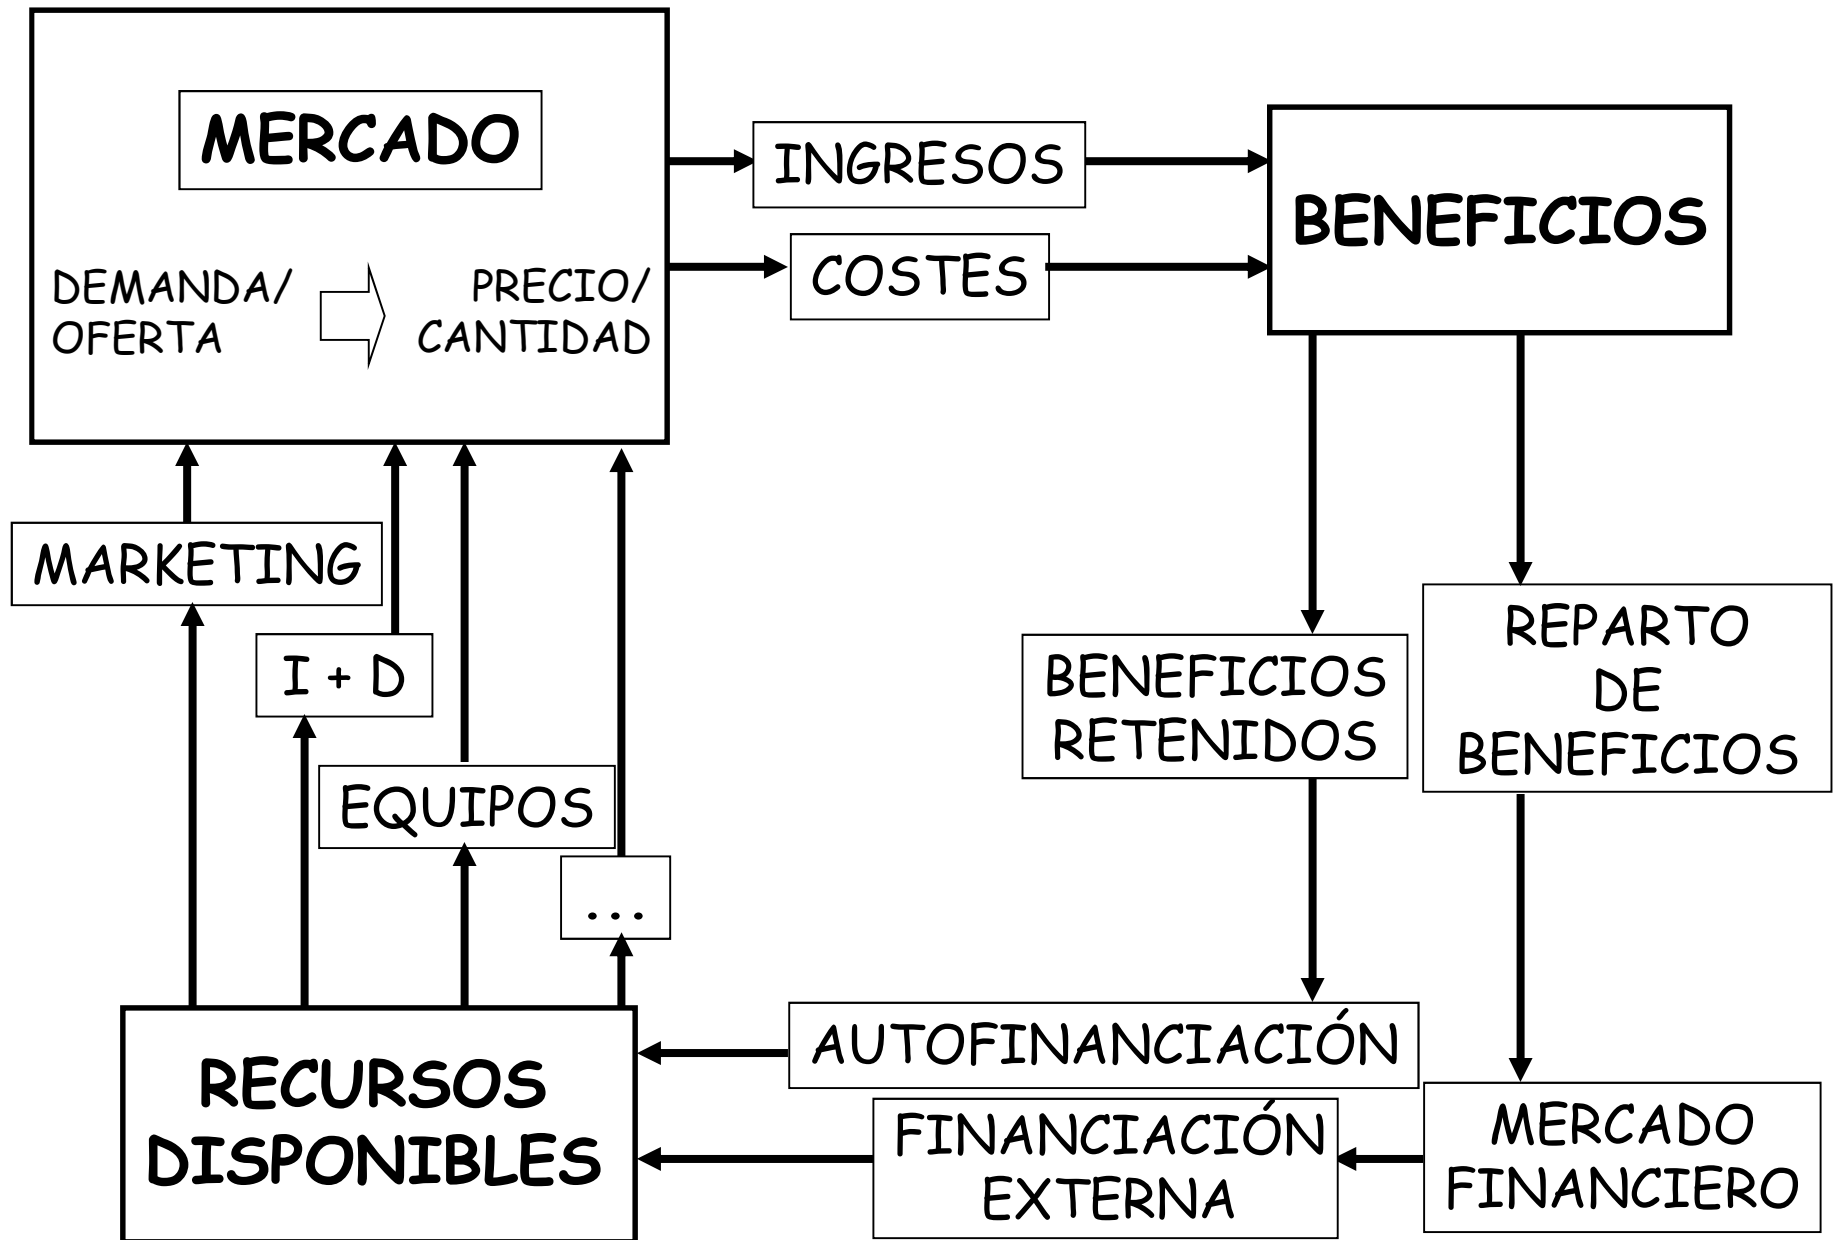 MERCADO
DEMANDA/
OFERTA
PRECIO/
CANTIDAD
INGRESOS
COSTES
BENEFICIOS
MARKETING
I + D
EQUIPOS
...
BENEFICIOS
RETENIDOS
REPARTO
DE
BENEFICIOS
RECURSOS
DISPONIBLES
AUTOFINANCIACIÓN
FINANCIACIÓN
EXTERNA
MERCADO
FINANCIERO